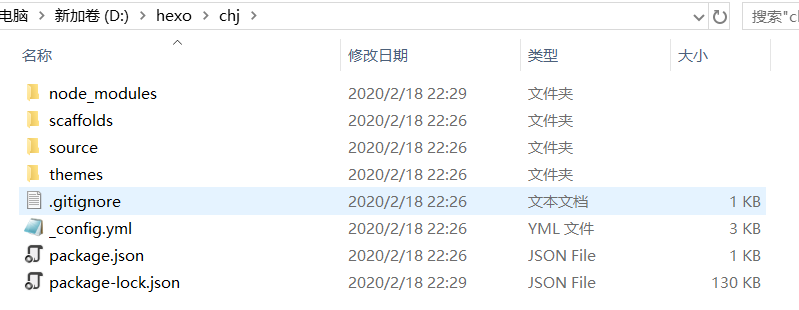 电脑 > 新加卷 (D:) > hexo > chj >
搜索"c
名称 修改日期 类型 大小
node_modules 2020/2/18 22:29 文件夹
scaffolds 2020/2/18 22:26 文件夹
source 2020/2/18 22:26 文件夹
themes 2020/2/18 22:26 文件夹
.gitignore 2020/2/18 22:26 文本文档 1 KB
_config.yml 2020/2/18 22:26 YML 文件 3 KB
package.json 2020/2/18 22:26 JSON File 1 KB
package-lock.json 2020/2/18 22:29 JSON File 130 KB